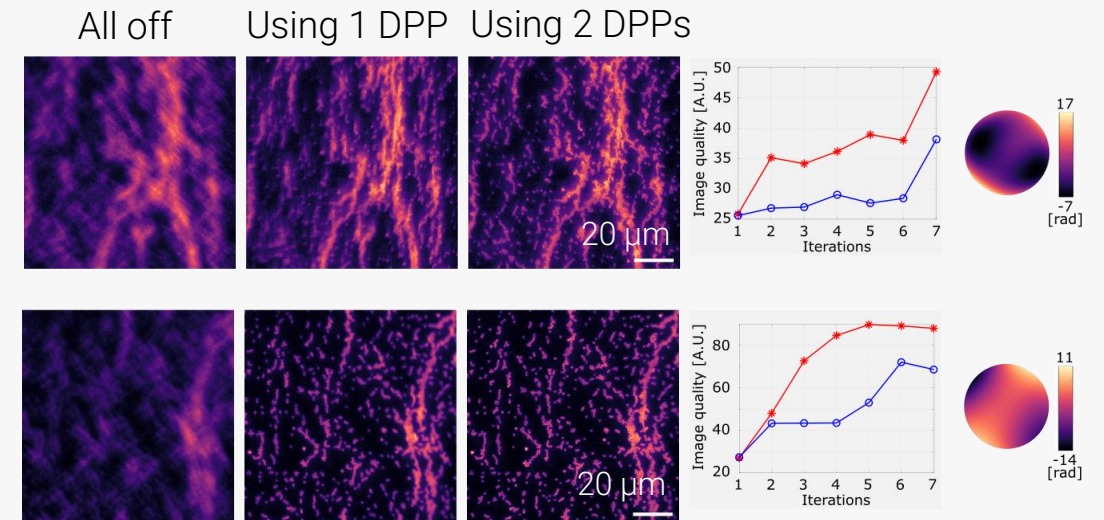 All off
Using 1 DPP
Using 2 DPPs
20 µm
Image quality [A.U.]
50
45
40
35
30
25
1 2 3 4 5 6 7
Iterations
17
-7
[rad]
20 µm
Image quality [A.U.]
80
60
40
20
1 2 3 4 5 6 7
Iterations
11
-14
[rad]